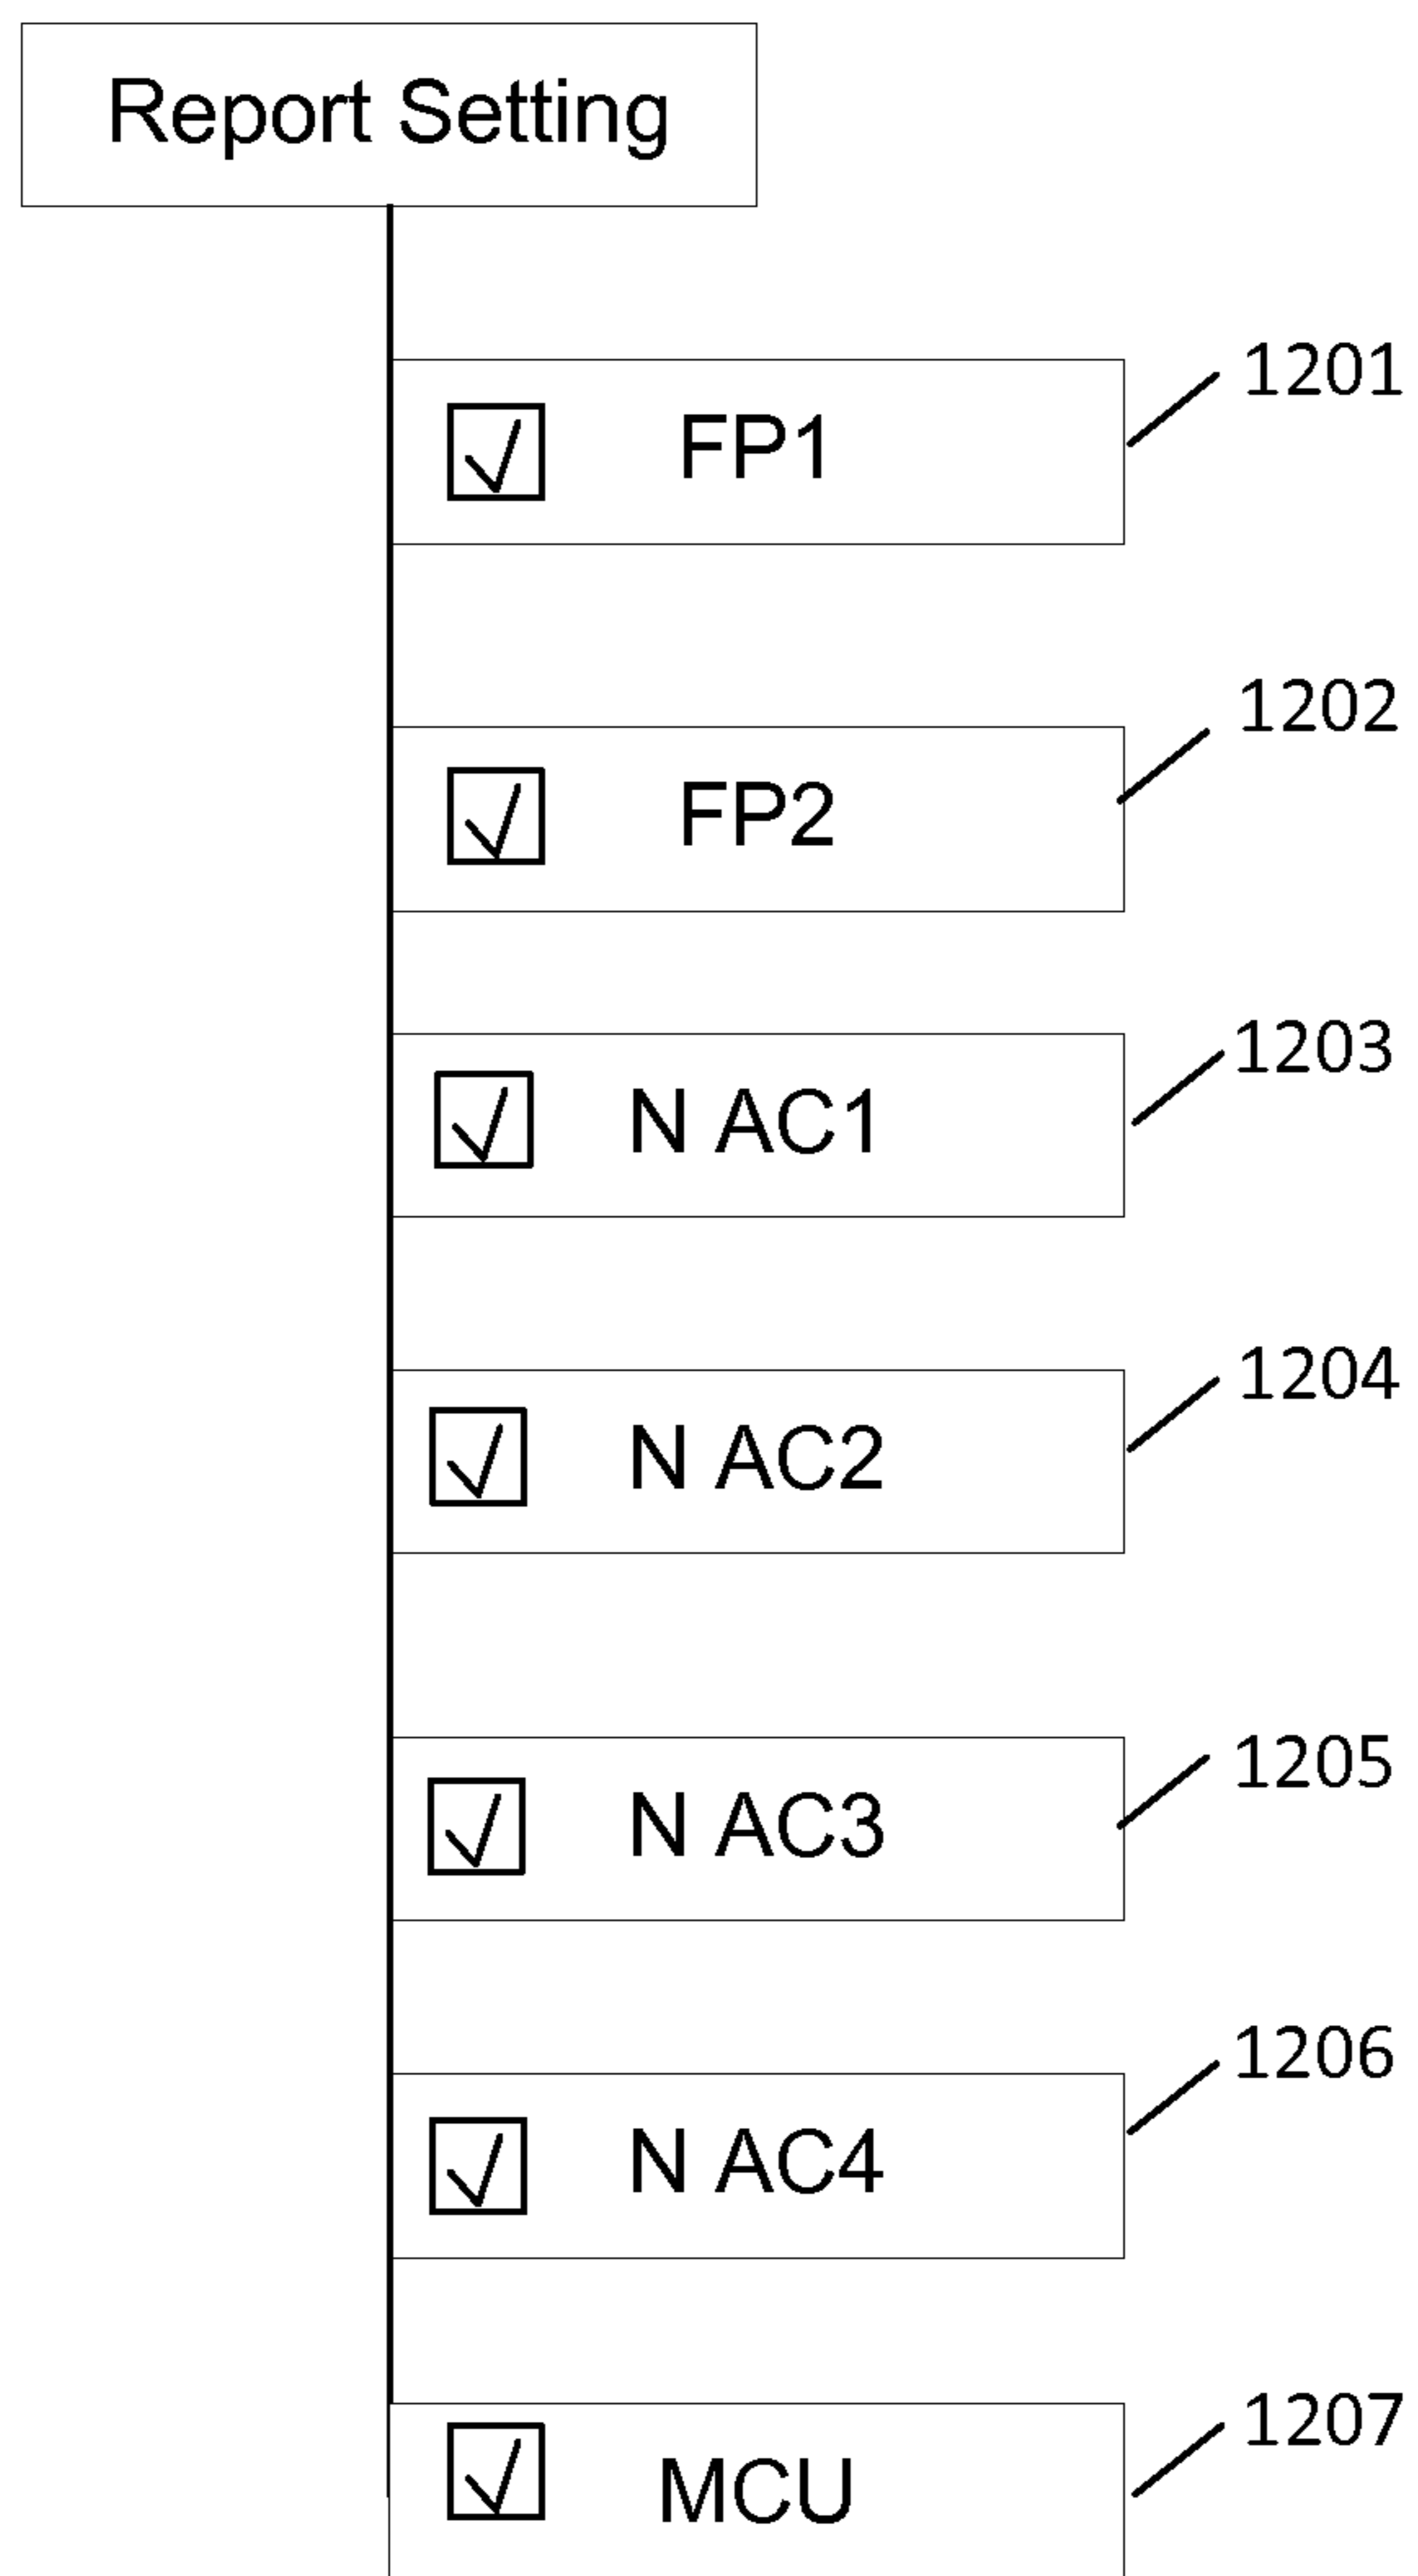 Report Setting
1201
FP1
1202
FP2
1203
N AC1
1204
N AC2
1205
N AC3
1206
N AC4
1207
MCU